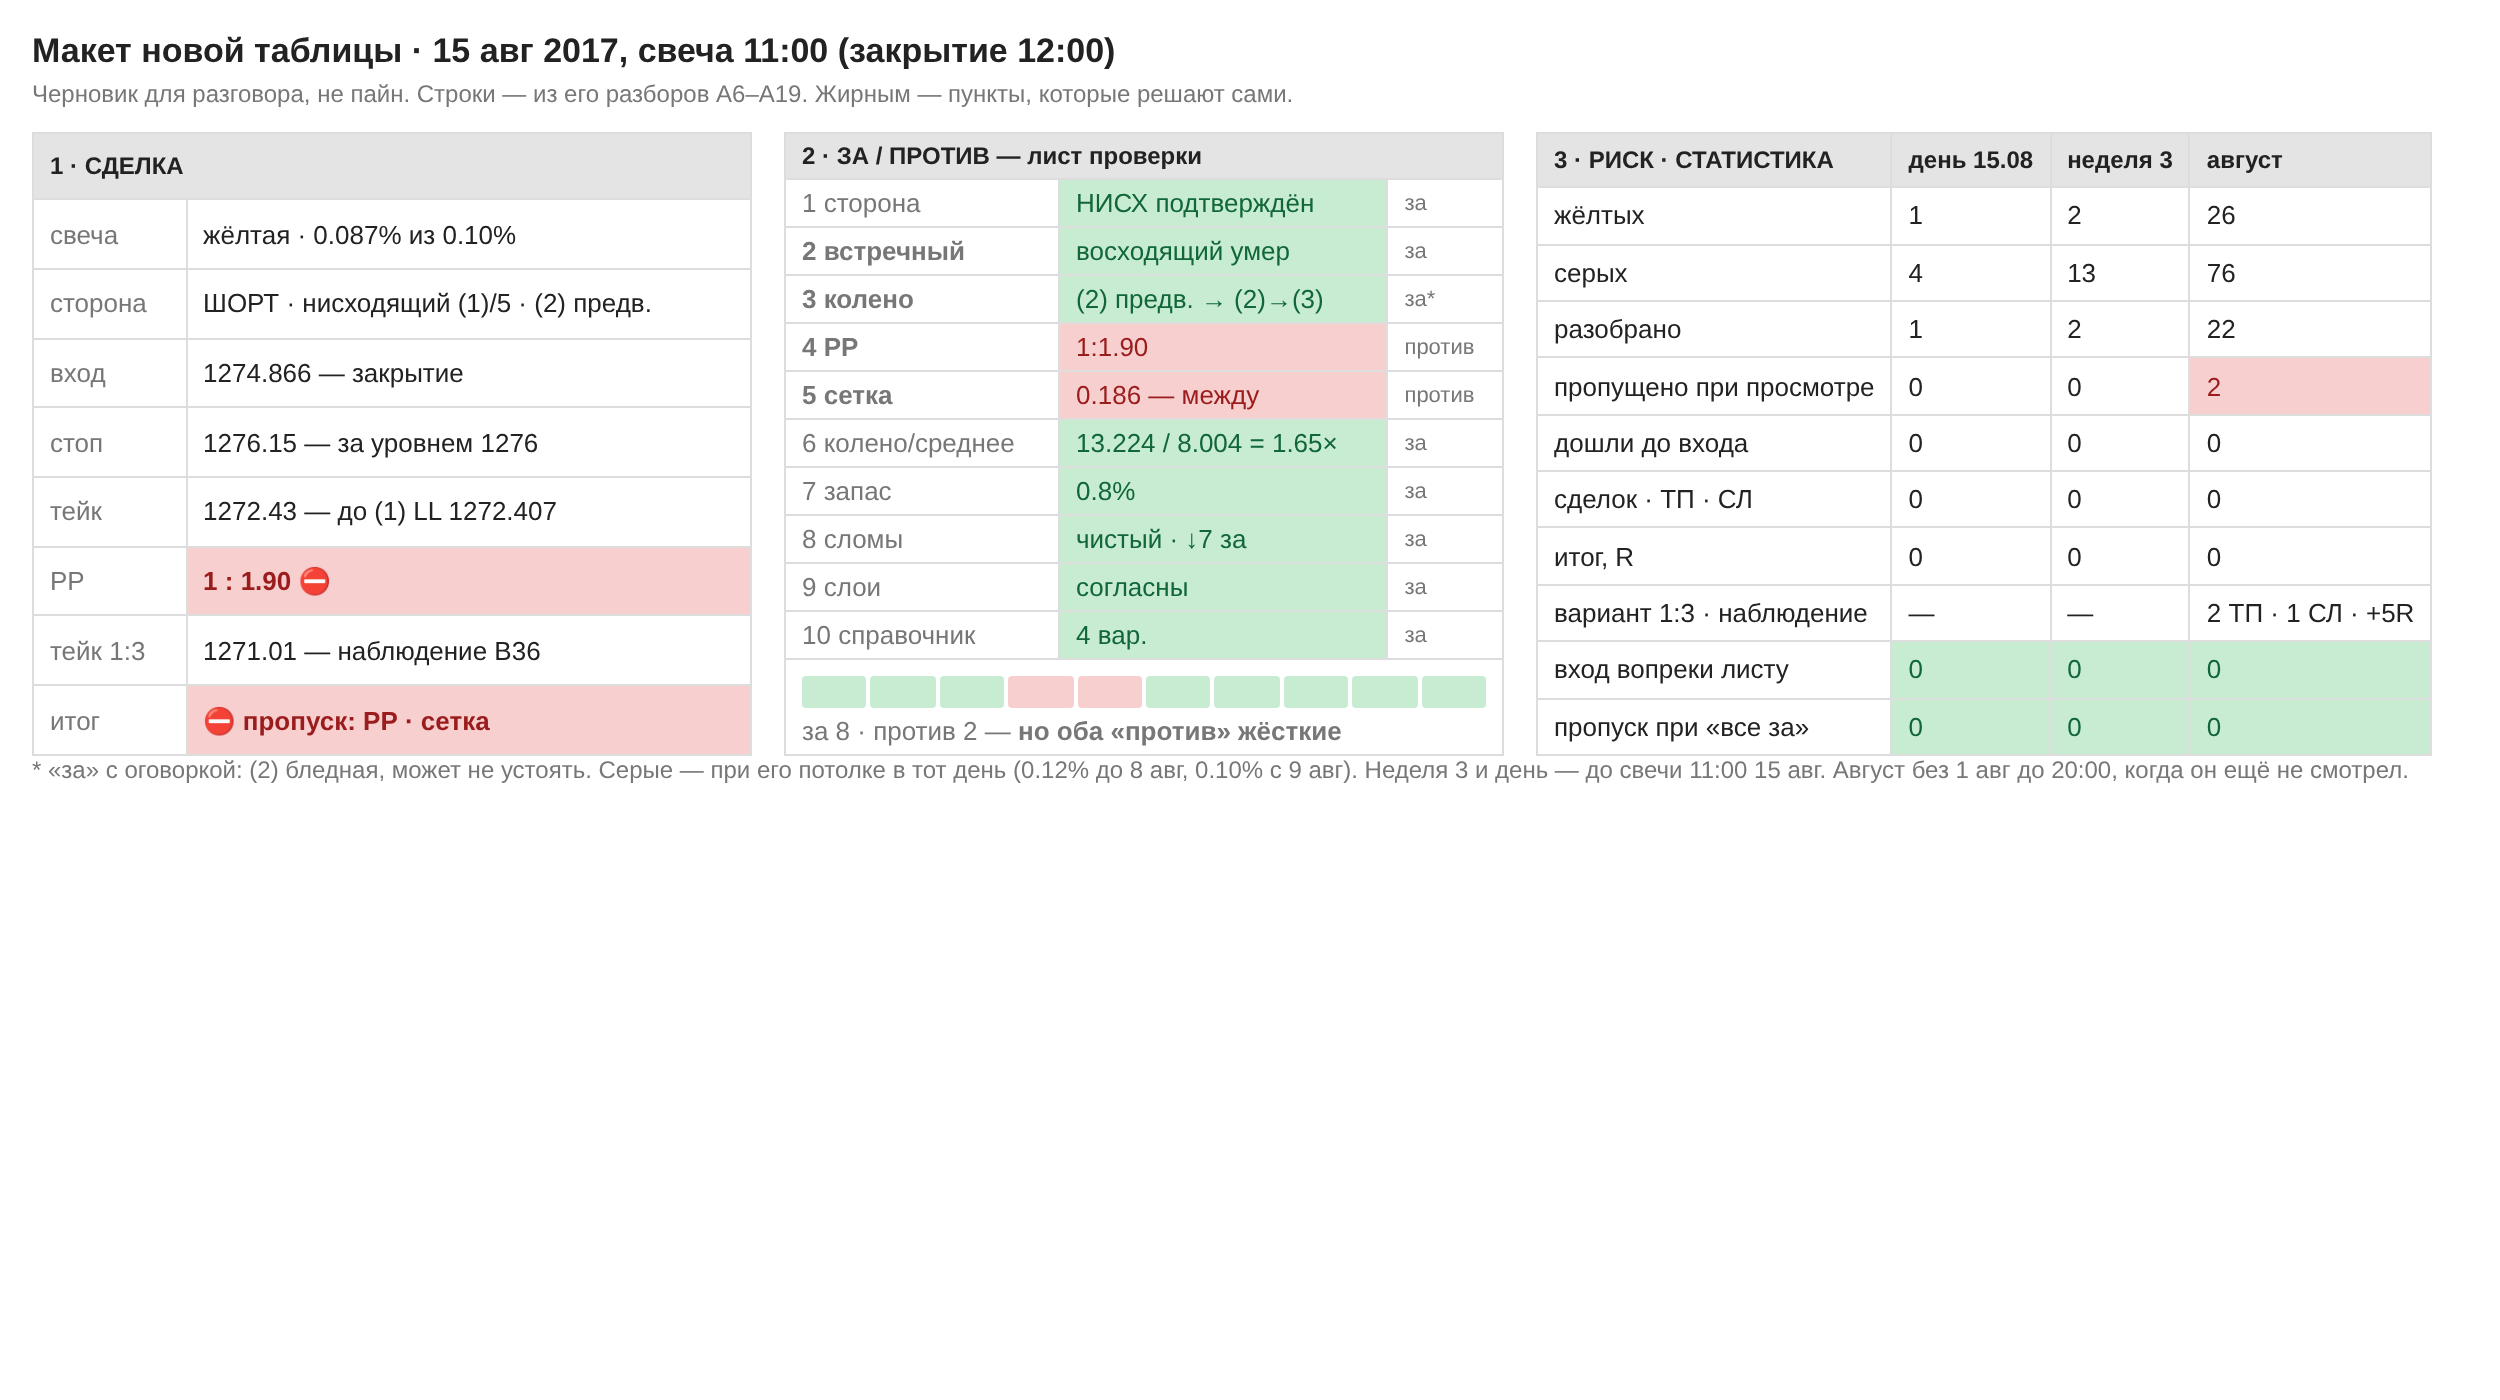 Макет новой таблицы · 15 авг 2017, свеча 11:00 (закрытие 12:00)
Черновик для разговора, не пайн. Строки — из его разборов А6–А19. Жирным — пункты, которые решают сами.
1 · СДЕЛКА
свеча жёлтая · 0.087% из 0.10%
сторона ШОРТ · нисходящий (1)/5 · (2) предв.
вход 1274.866 — закрытие
стоп 1276.15 — за уровнем 1276
тейк 1272.43 — до (1) LL 1272.407
РР 1 : 1.90 ⛔
тейк 1:3 1271.01 — наблюдение В36
итог ⛔ пропуск: РР · сетка
2 · ЗА / ПРОТИВ — лист проверки
1 сторона НИСХ подтверждён за
2 встречный восходящий умер за
3 колено (2) предв. → (2)→(3) за*
4 РР 1:1.90 против
5 сетка 0.186 — между против
6 колено/среднее 13.224 / 8.004 = 1.65× за
7 запас 0.8% за
8 сломы чистый · ↓7 за за
9 слои согласны за
10 справочник 4 вар. за
за 8 · против 2 — но оба «против» жёсткие
3 · РИСК · СТАТИСТИКА день 15.08 неделя 3 август
жёлтых 1 2 26
серых 4 13 76
разобрано 1 2 22
пропущено при просмотре 0 0 2
дошли до входа 0 0 0
сделок · ТП · СЛ 0 0 0
итог, R 0 0 0
вариант 1:3 · наблюдение — — 2 ТП · 1 СЛ · +5R
вход вопреки листу 0 0 0
пропуск при «все за» 0 0 0
* «за» с оговоркой: (2) бледная, может не устоять. Серые — при его потолке в тот день (0.12% до 8 авг, 0.10% с 9 авг). Неделя 3 и день — до свечи 11:00 15 авг. Август без 1 авг до 20:00, когда он ещё не смотрел.